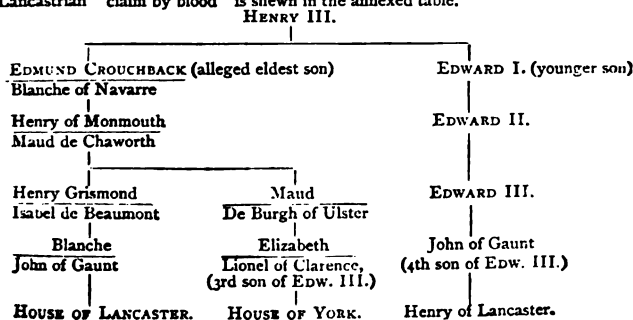 Lancastrian "claim by blood" is shewn in the annexed table.
HENRY III.
EDMUND CROUCHBACK (alleged eldest son) EDWARD I. (younger son)
Blanche of Navarre
Henry of Monmouth EDWARD II.
Maud de Chaworth
Henry Grismond Maud EDWARD III.
Isabel de Beaumont De Burgh of Ulster
Blanche Elizabeth John of Gaunt
John of Gaunt Lionel of Clarence, (4th son of EDW. III.)
(3rd son of EDW. III.)
HOUSE OF LANCASTER. HOUSE OF YORK. Henry of Lancaster.